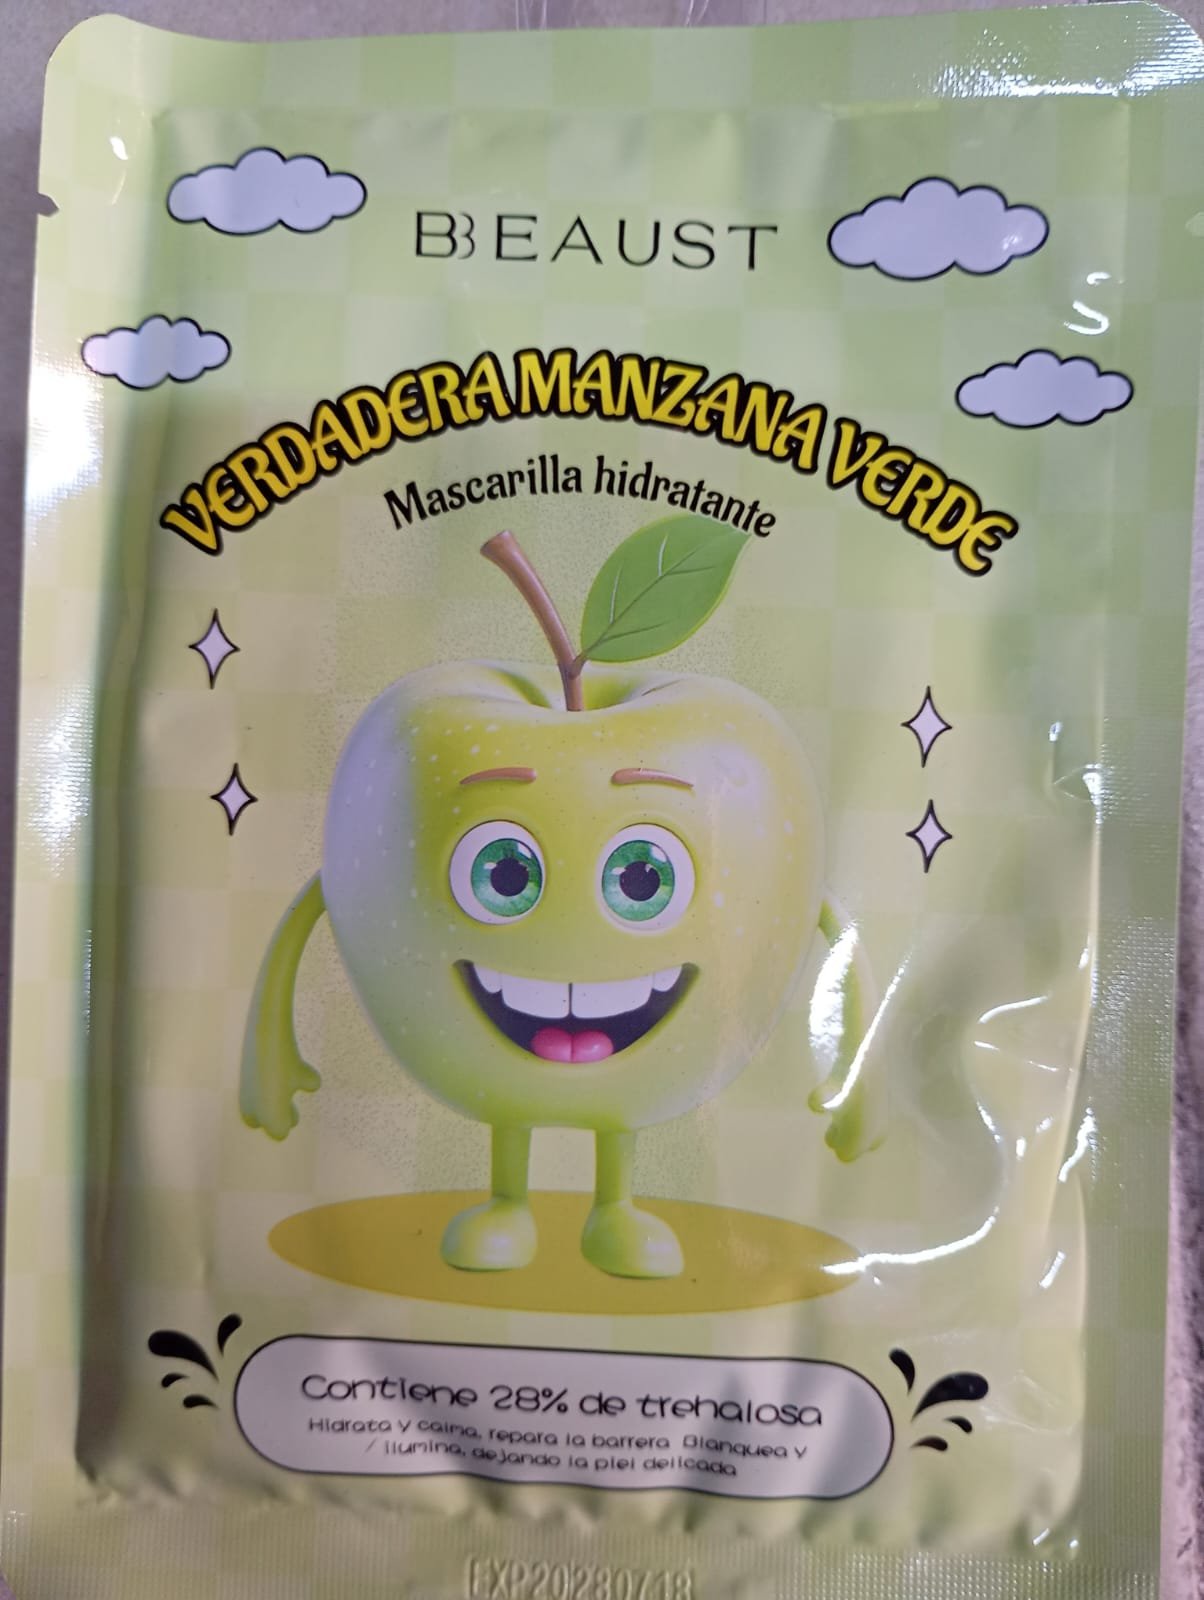 BEAUST
VERDADERA MANZANA VERDE
Mascarilla hidratante
Contiene 28% de trehalosa
Hidrata y calma, repara la barrera Blanquea y
/ ilumina, dejando la piel delicada
EXP20280718